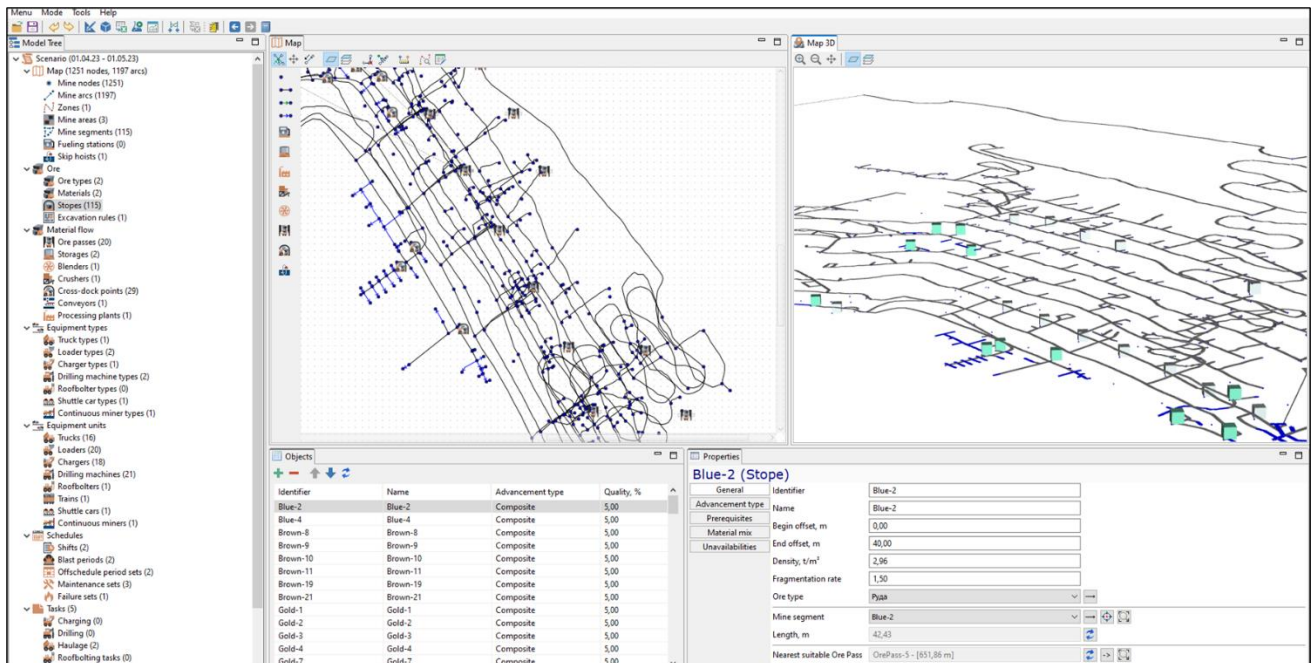 Menu Mode Tools Help
Model Tree
Scenario (01.04.23 - 01.05.23)
Map (1251 nodes, 1197 arcs)
Mine nodes (1251)
Mine arcs (1197)
Zones (1)
Mine areas (3)
Mine segments (115)
Fueling stations (0)
Skip hoists (1)
Ore
Ore types (2)
Materials (2)
Stopes (115)
Excavation rules (1)
Material flow
Ore passes (20)
Storages (2)
Blenders (1)
Crushers (1)
Cross-dock points (29)
Conveyors (1)
Processing plants (1)
Equipment types
Truck types (1)
Loader types (2)
Charger types (1)
Drilling machine types (2)
Roofbolter types (0)
Shuttle car types (1)
Continuous miner types (1)
Equipment units
Trucks (16)
Loaders (20)
Chargers (18)
Drilling machines (21)
Roofbolters (1)
Trains (1)
Shuttle cars (1)
Continuous miners (1)
Schedules
Shifts (2)
Blast periods (2)
Offschedule period sets (2)
Maintenance sets (3)
Failure sets (1)
Tasks (5)
Charging (0)
Drilling (0)
Haulage (2)
Roofbolting tasks (0)
Map
Map 3D
Objects
Identifier Name Advancement type Quality, %
Blue-2 Blue-2 Composite 5,00
Blue-4 Blue-4 Composite 5,00
Brown-8 Brown-8 Composite 5,00
Brown-9 Brown-9 Composite 5,00
Brown-10 Brown-10 Composite 5,00
Brown-11 Brown-11 Composite 5,00
Brown-19 Brown-19 Composite 5,00
Brown-21 Brown-21 Composite 5,00
Gold-1 Gold-1 Composite 5,00
Gold-2 Gold-2 Composite 5,00
Gold-3 Gold-3 Composite 5,00
Gold-4 Gold-4 Composite 5,00
Gold-7 Gold-7 Composite 5,00
Properties
Blue-2 (Stope)
General
Advancement type
Prerequisites
Material mix
Unavailabilities
Identifier Blue-2
Name Blue-2
Begin offset, m 0,00
End offset, m 40,00
Density, t/m³ 2,96
Fragmentation rate 1,50
Ore type Руда
Mine segment Blue-2
Length, m 42,43
Nearest suitable Ore Pass OrePass-5 - [651,86 m]